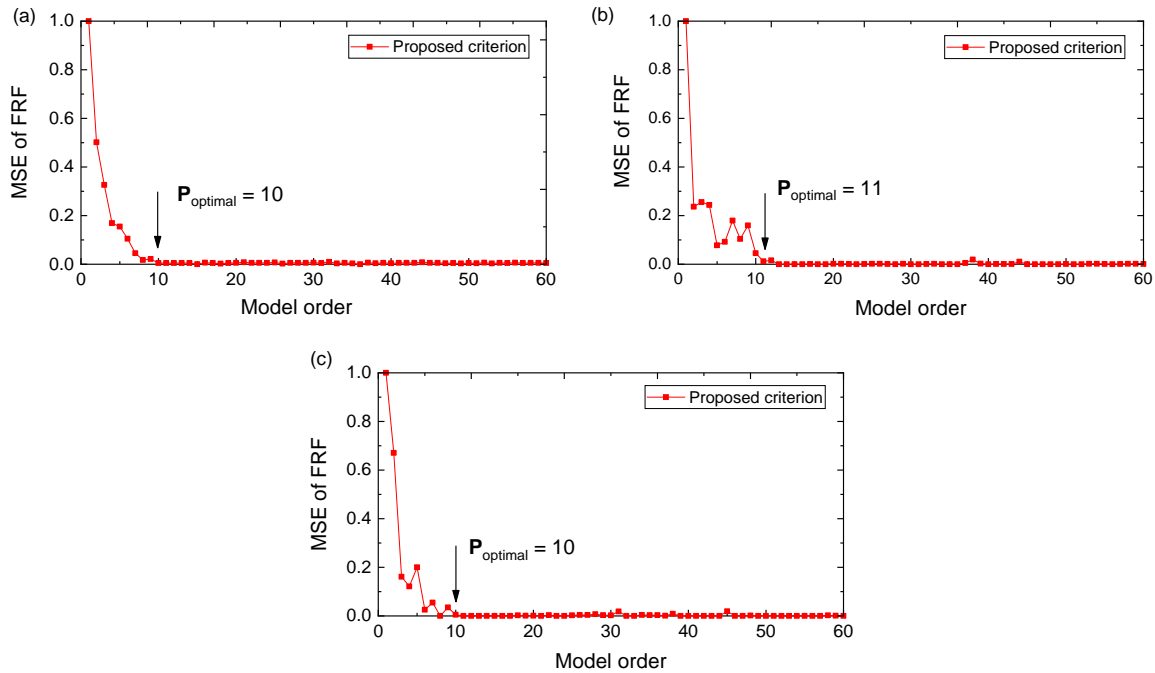 (a)
1.0
0.8
0.6
0.4
0.2
0.0
MSE of FRF
Proposed criterion
P optimal = 10
0 10 20 30 40 50 60
Model order
(b)
1.0
0.8
0.6
0.4
0.2
0.0
MSE of FRF
Proposed criterion
P optimal = 11
0 10 20 30 40 50 60
Model order
(c)
1.0
0.8
0.6
0.4
0.2
0.0
MSE of FRF
Proposed criterion
P optimal = 10
0 10 20 30 40 50 60
Model order